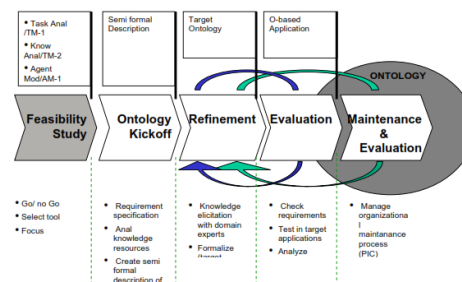 • Task Anal
/TM-1
• Know
Anal/TM-2
• Agent
Mod/AM-1
Semi formal
Description
Target
Ontology
O-based
Application
ONTOLOGY
Feasibility
Study
Ontology
Kickoff
Refinement
Evaluation
Maintenance
&
Evaluation
• Go/ no Go
• Select tool
• Focus
• Requirement
specification
• Anal
knowledge
resources
• Create semi
formal
description of
• Knowledge
elicitation
with domain
experts
• Formalize
(target
• Check
requirements
• Test in target
applications
• Analyze
• Manage
organizationa
l
maintanance
process
(PIC)